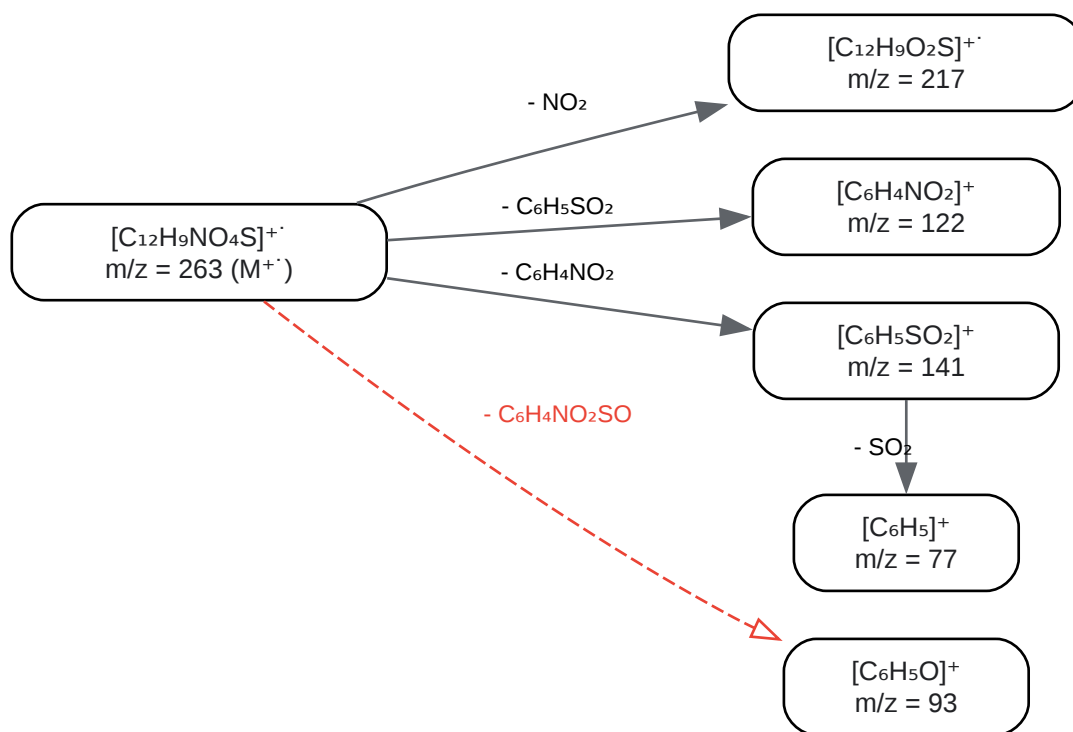 [C₁₂H₉O₂S]⁺˙
m/z = 217
- NO₂
[C₆H₄NO₂]⁺
m/z = 122
- C₆H₅SO₂
[C₁₂H₉NO₄S]⁺˙
m/z = 263 (M⁺˙)
- C₆H₄NO₂
[C₆H₅SO₂]⁺
m/z = 141
- C₆H₄NO₂SO
- SO₂
[C₆H₅]⁺
m/z = 77
[C₆H₅O]⁺
m/z = 93